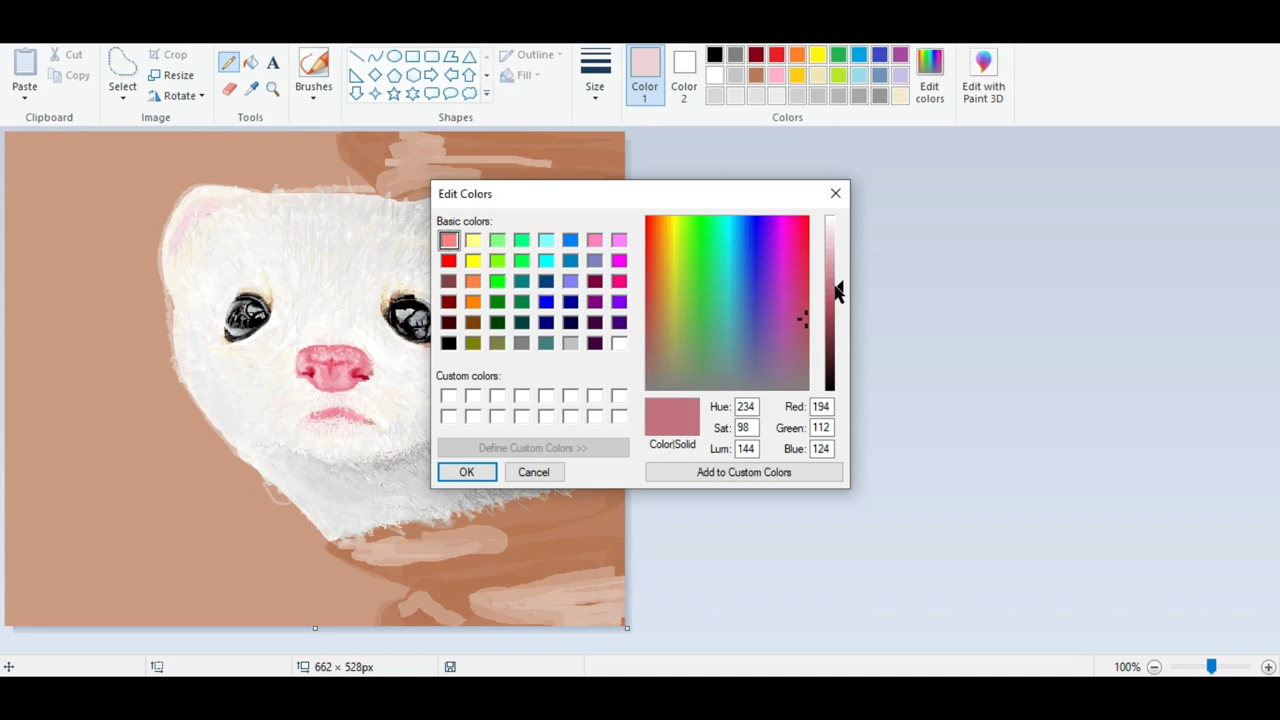 Paste
Cut
Copy
Clipboard
Select
Crop
Resize
Rotate
Image
A
Tools
Brushes
Outline
Fill
Shapes
Size
Color
1
Color
2
Edit
colors
Colors
Edit with
Paint 3D
Edit Colors
Basic colors:
Custom colors:
Define Custom Colors >>
OK
Cancel
Color|Solid
Hue: 234
Sat: 98
Lum: 144
Red: 194
Green: 112
Blue: 124
Add to Custom Colors
662 × 528px
100%